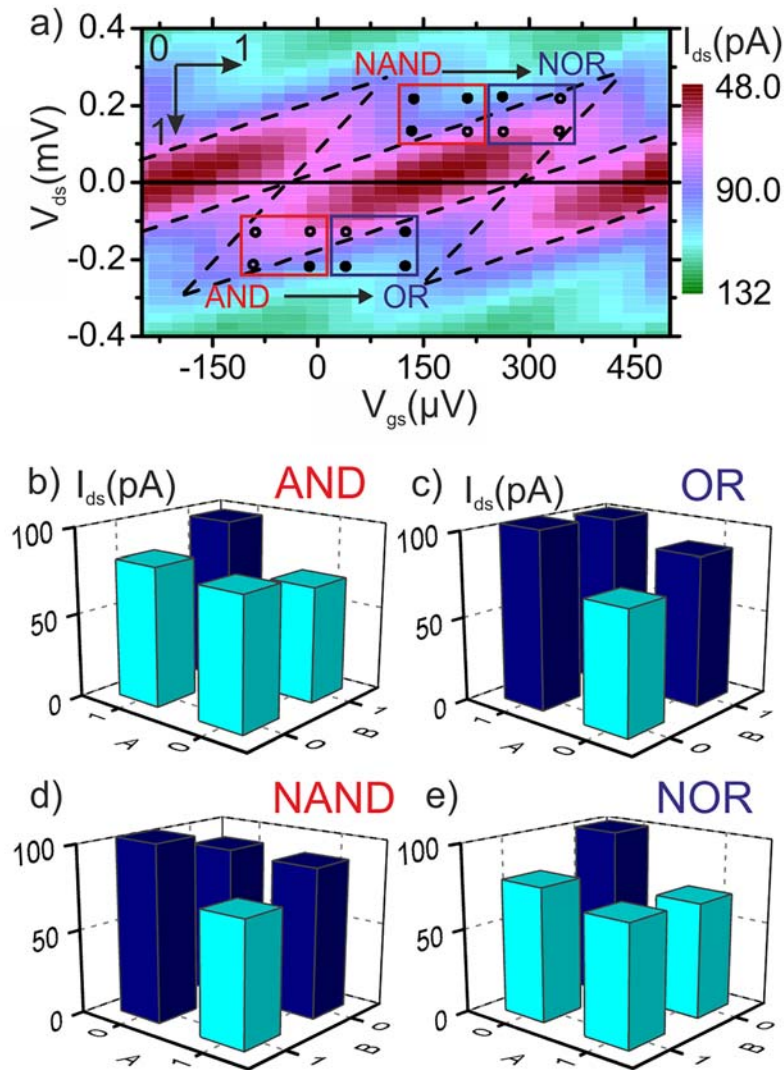 a)
0.4
0.2
0.0
-0.2
-0.4
V_ds(mV)
0 1
1
NAND NOR
AND OR
I_ds(pA)
48.0
90.0
132
-150 0 150 300 450
V_gs(μV)
b) I_ds(pA) AND
100
50
0
1 A 0
0 B 1
c) I_ds(pA) OR
100
50
0
1 A 0
0 B 1
d) NAND
100
50
0
0 A 1
1 B 0
e) NOR
100
50
0
0 A 1
1 B 0